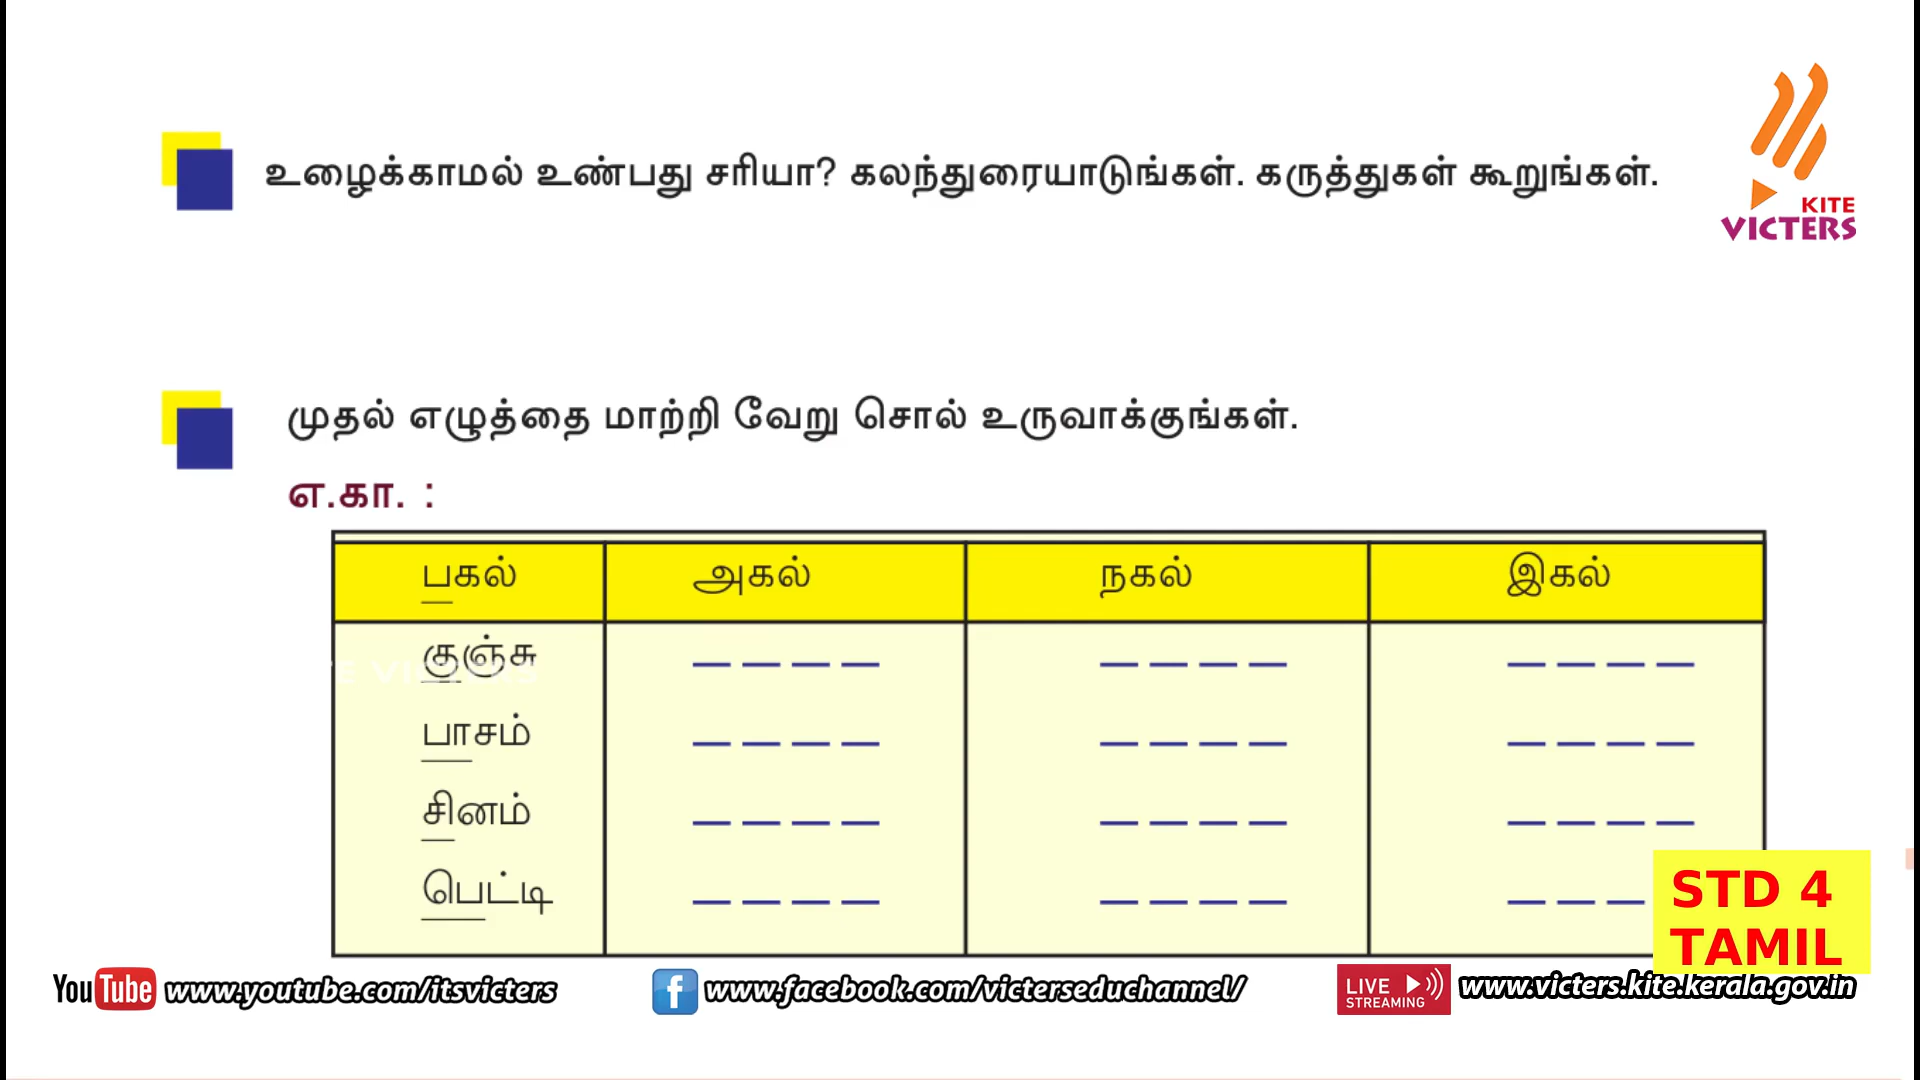 உழைக்காமல் உண்பது சரியா? கலந்துரையாடுங்கள். கருத்துகள் கூறுங்கள்.
KITE
VICTERS
முதல் எழுத்தை மாற்றி வேறு சொல் உருவாக்குங்கள்.
எ.கா. :
பகல் அகல் நகல் இகல்
குஞ்சு
பாசம்
சினம்
பெட்டி
STD 4
TAMIL
YouTube www.youtube.com/itsvicters
f www.facebook.com/victerseduchannel/
LIVE STREAMING www.victers.kite.kerala.gov.in